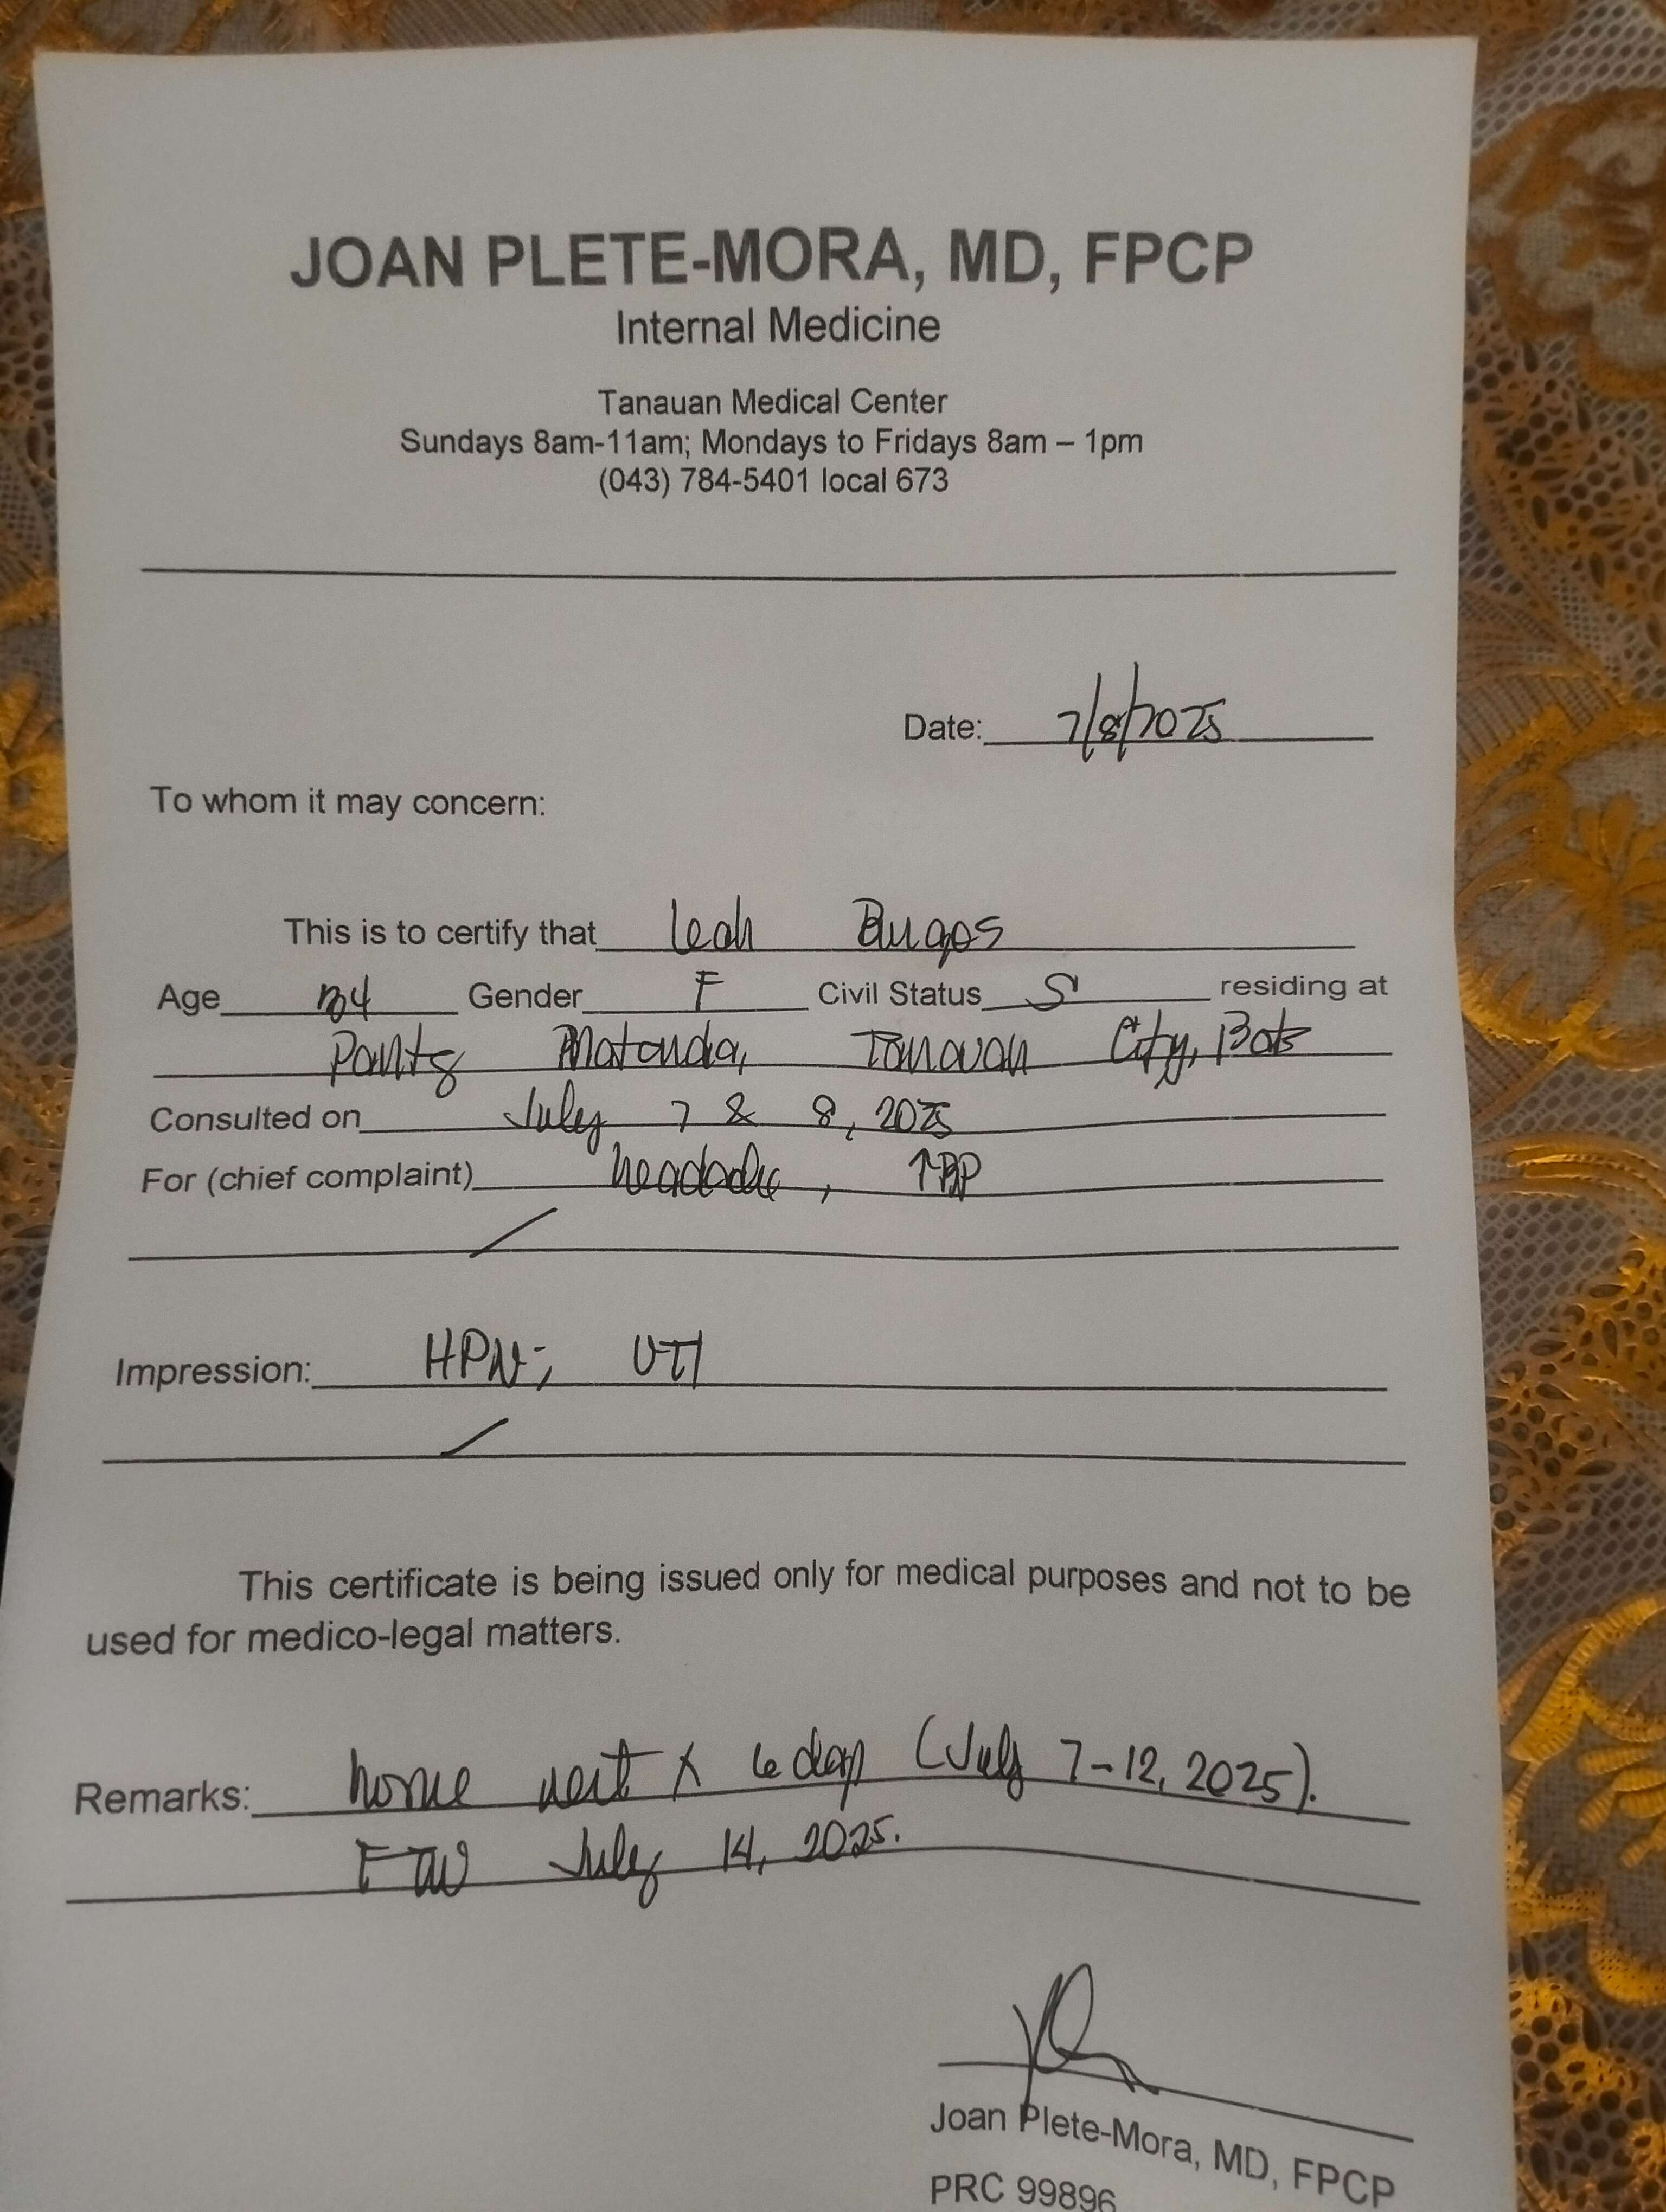 JOAN PLETE-MORA, MD, FPCP
Internal Medicine
Tanauan Medical Center
Sundays 8am-11am; Mondays to Fridays 8am – 1pm
(043) 784-5401 local 673
Date: 7/8/2025
To whom it may concern:
This is to certify that Leah Burgos
Age Gender F Civil Status S residing at
Tanauan City, Bats
Consulted on July 7 & 8, 2025
For (chief complaint) headache, ↑BP
Impression: HPN; UTI
This certificate is being issued only for medical purposes and not to be
used for medico-legal matters.
Remarks: home rest x 6 days (July 7-12, 2025).
FTW July 14, 2025.
Joan Plete-Mora, MD, FPCP
PRC 99896